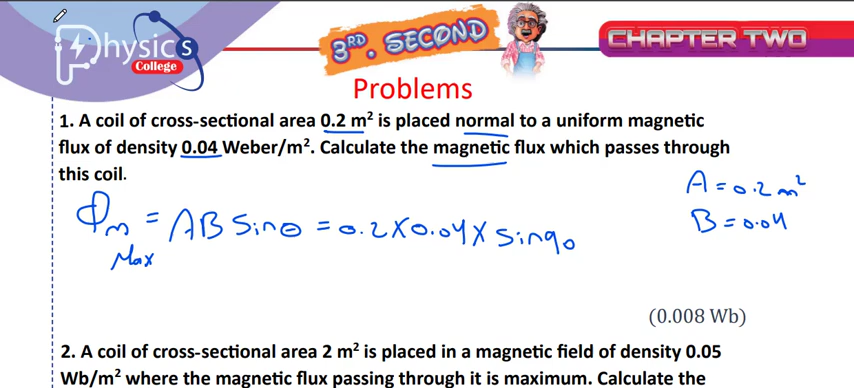 Physics
College
3RD. SECOND
CHAPTER TWO
Problems
1. A coil of cross-sectional area 0.2 m² is placed normal to a uniform magnetic
flux of density 0.04 Weber/m². Calculate the magnetic flux which passes through
this coil.
A = 0.2 m²
B = 0.04
Φm = AB Sinθ = 0.2 × 0.04 × sin90
Max
(0.008 Wb)
2. A coil of cross-sectional area 2 m² is placed in a magnetic field of density 0.05
Wb/m² where the magnetic flux passing through it is maximum. Calculate the